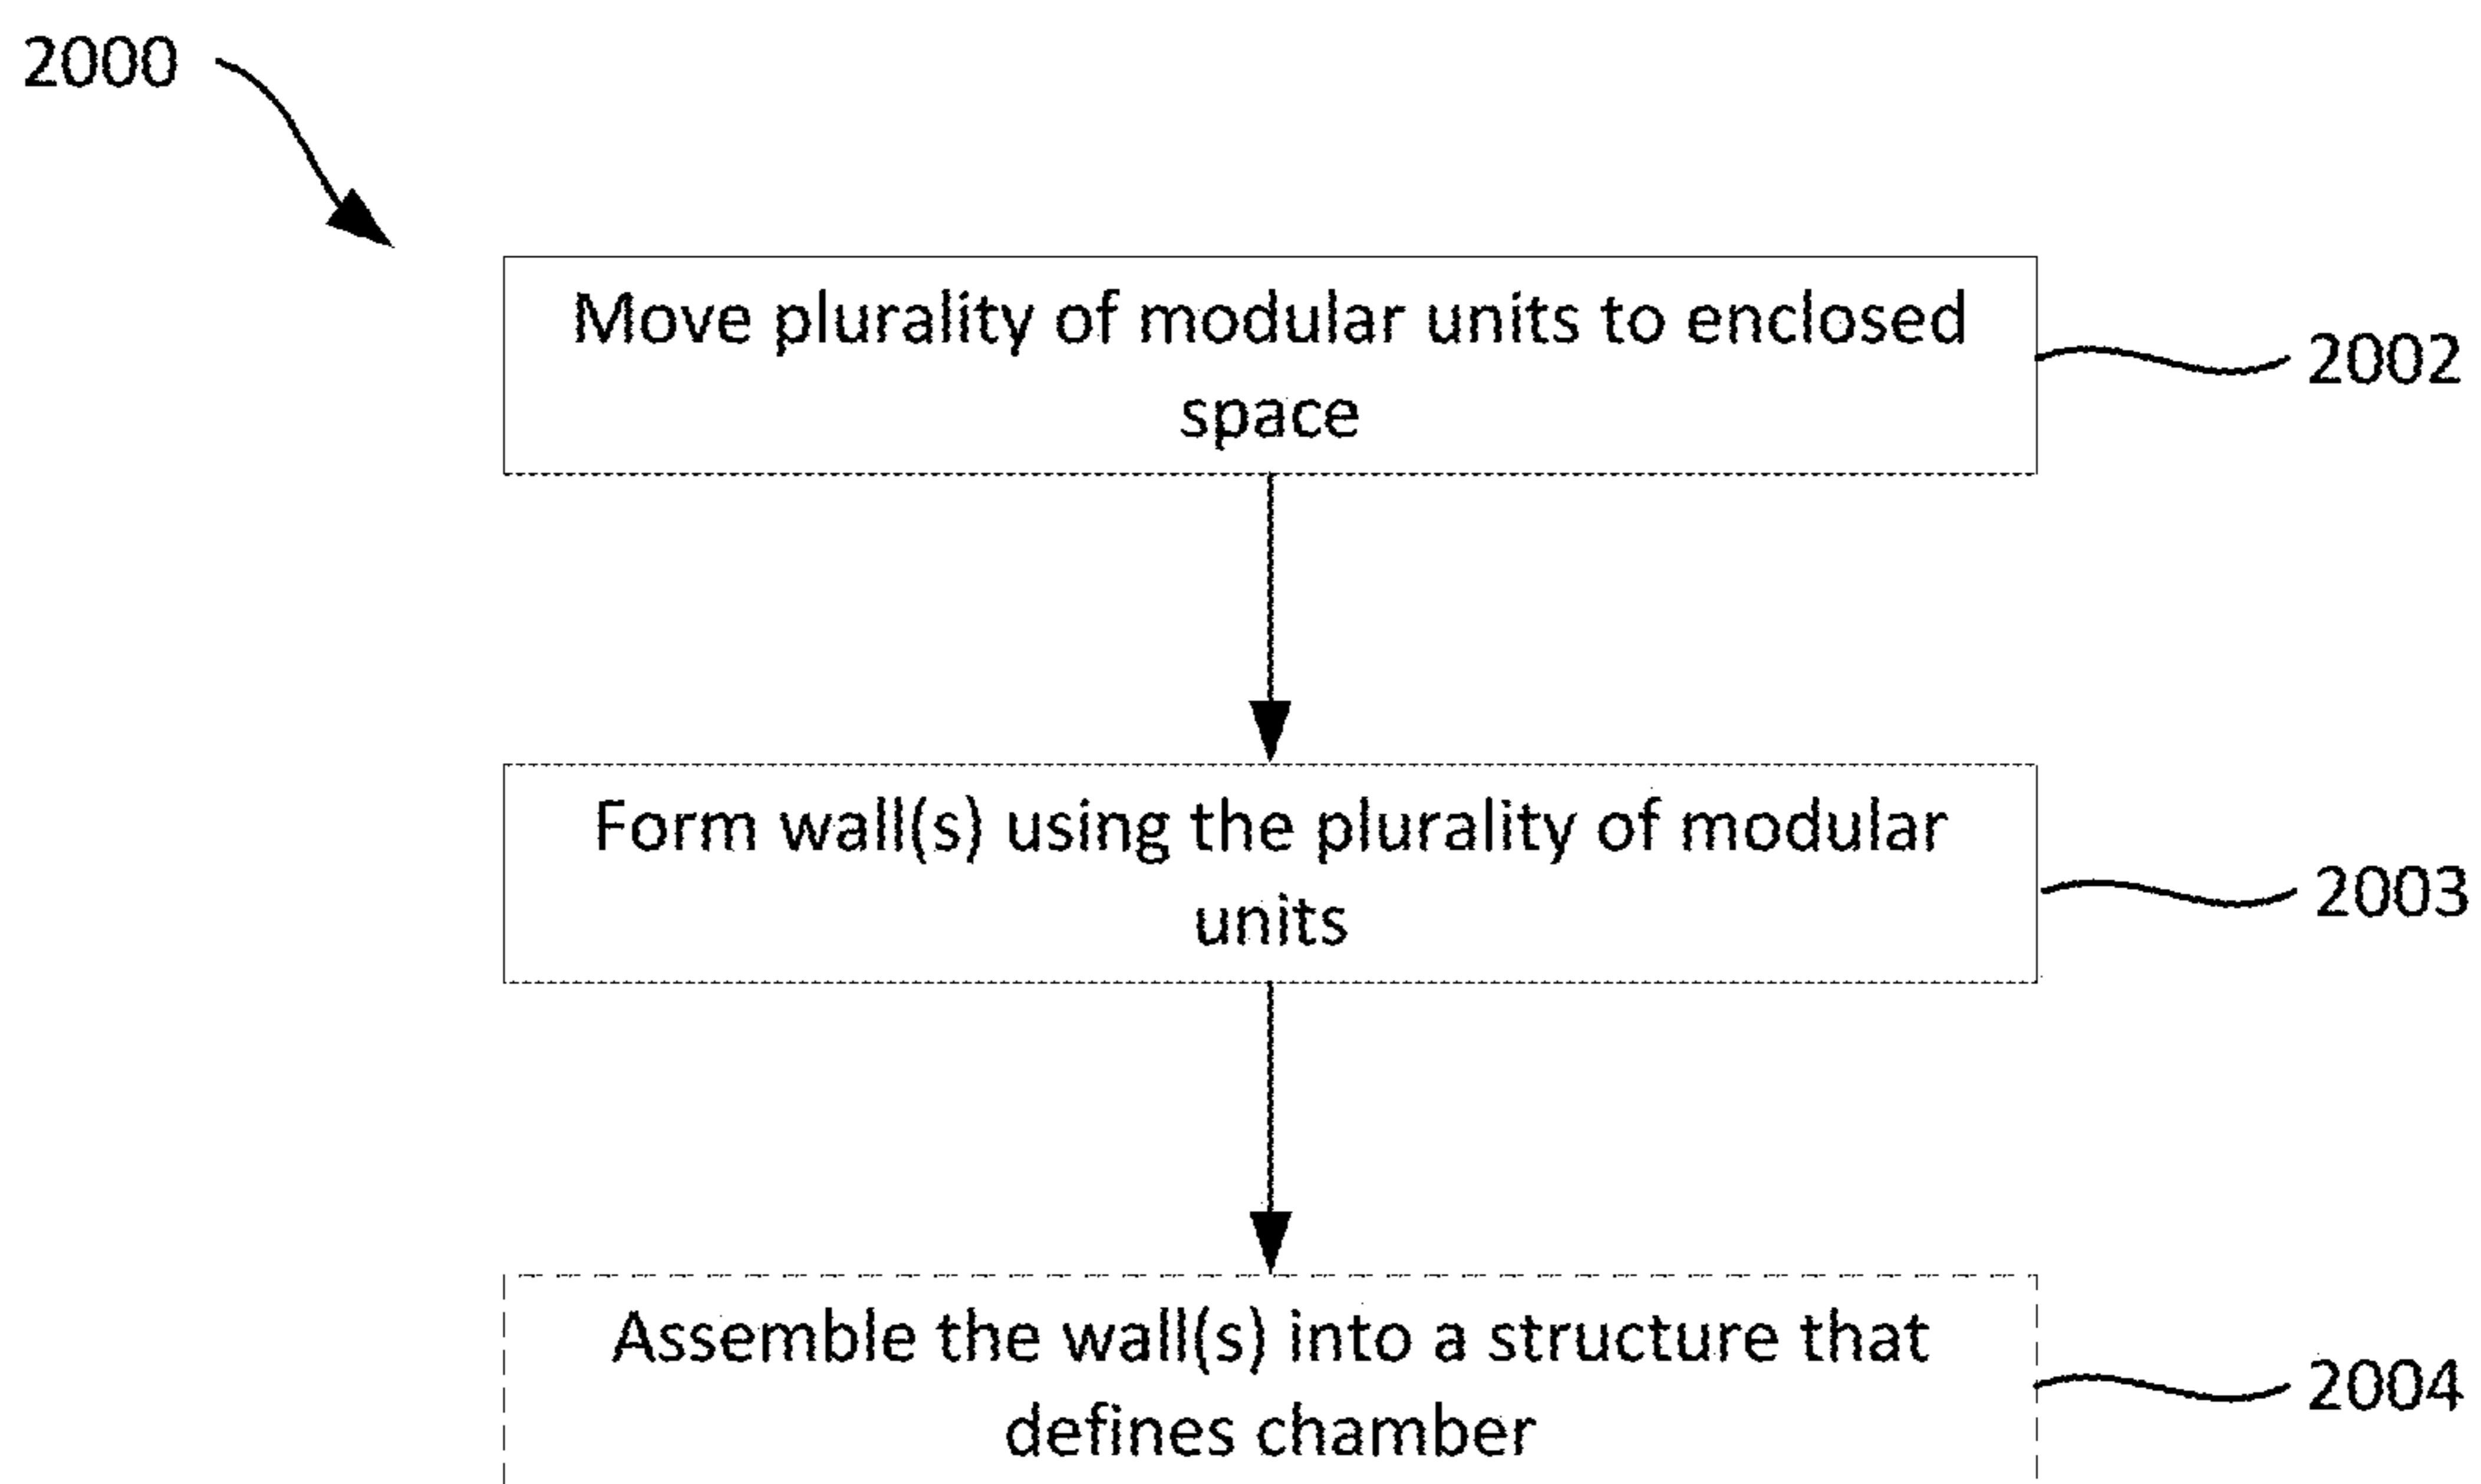 2000
Move plurality of modular units to enclosed
space
2002
Form wall(s) using the plurality of modular
units
2003
Assemble the wall(s) into a structure that
defines chamber
2004